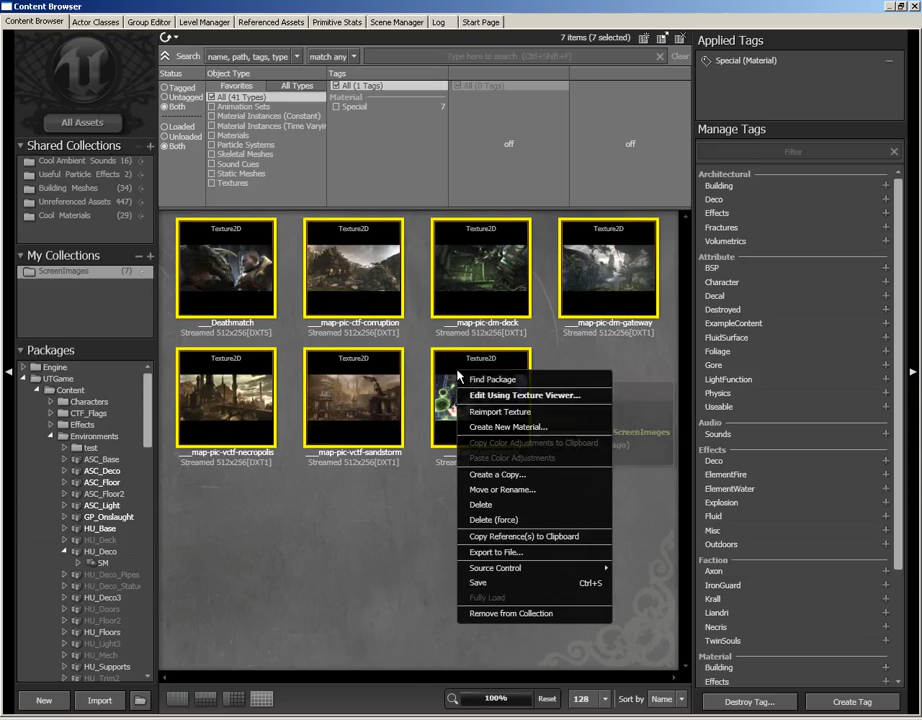 Content Browser
Content Browser
Actor Classes
Group Editor
Level Manager
Referenced Assets
Primitive Stats
Scene Manager
Log
Start Page
All Assets
Shared Collections
Cool Ambient Sounds 16)
Useful Particle Effects 2)
Building Meshes (34)
Unreferenced Assets 447)
Cool Materials (29)
My Collections
ScreenImages (7)
Packages
Engine
UTGame
Content
Characters
CTF_Flags
Effects
Environments
test
ASC_Base
ASC_Deco
ASC_Floor
ASC_Floor2
ASC_Light
GP_Onslaught
HU_Base
HU_Deck
HU_Deco
SM
HU_Deco_Pipes
HU_Deco_Statu
HU_Deco3
HU_Doors
HU_Floor2
HU_Floors
HU_Light3
HU_Mech
HU_Supports
HU_Trim2
New
Import
7 items (7 selected)
Search
name, path, tags, type
match any
Type here to search (Ctrl+Shift+F)
Clear
Status
Tagged
Untagged
Both
Loaded
Unloaded
Both
Object Type
Favorites
All Types
All (41 Types)
Animation Sets
Material Instances (Constant)
Material Instances (Time Varyin
Materials
Particle Systems
Skeletal Meshes
Sound Cues
Static Meshes
Textures
Tags
All (1 Tags)
Material
Special 7
All (0 Tags)
off
off
Texture2D
___Deathmatch
Streamed 512x256[DXT5]
Texture2D
___map-pic-ctf-corruption
Streamed 512x256[DXT1]
Texture2D
___map-pic-dm-deck
Streamed 512x256[DXT1]
Texture2D
___map-pic-dm-gateway
Streamed 512x256[DXT1]
Texture2D
___map-pic-vctf-necropolis
Streamed 512x256[DXT1]
Texture2D
___map-pic-vctf-sandstorm
Streamed 512x256[DXT1]
Texture2D
Find Package
Edit Using Texture Viewer...
Reimport Texture
Create New Material...
Copy Color Adjustments to Clipboard
Paste Color Adjustments
Create a Copy...
Move or Rename...
Delete
Delete (force)
Copy Reference(s) to Clipboard
Export to File...
Source Control
Save Ctrl+S
Fully Load
Remove from Collection
ScreenImages
100%
Reset
128
Sort by
Name
Applied Tags
Special (Material)
Manage Tags
Filter
Architectural
Building
Deco
Effects
Fractures
Volumetrics
Attribute
BSP
Character
Decal
Destroyed
ExampleContent
FluidSurface
Foliage
Gore
LightFunction
Physics
Useable
Audio
Sounds
Effects
Deco
ElementFire
ElementWater
Explosion
Fluid
Misc
Outdoors
Faction
Axon
IronGuard
Krall
Liandri
Necris
TwinSouls
Material
Building
Effects
Destroy Tag...
Create Tag